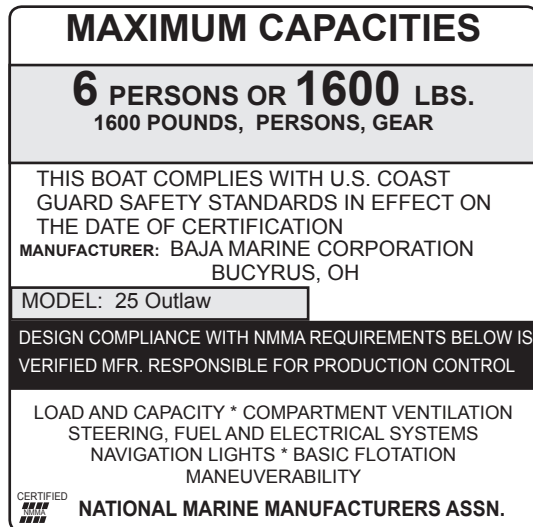 MAXIMUM CAPACITIES
6 PERSONS OR 1600 LBS.
1600 POUNDS, PERSONS, GEAR
THIS BOAT COMPLIES WITH U.S. COAST
GUARD SAFETY STANDARDS IN EFFECT ON
THE DATE OF CERTIFICATION
MANUFACTURER: BAJA MARINE CORPORATION
BUCYRUS, OH
MODEL: 25 Outlaw
DESIGN COMPLIANCE WITH NMMA REQUIREMENTS BELOW IS
VERIFIED MFR. RESPONSIBLE FOR PRODUCTION CONTROL
LOAD AND CAPACITY * COMPARTMENT VENTILATION
STEERING, FUEL AND ELECTRICAL SYSTEMS
NAVIGATION LIGHTS * BASIC FLOTATION
MANEUVERABILITY
CERTIFIED
NMMA
NATIONAL MARINE MANUFACTURERS ASSN.